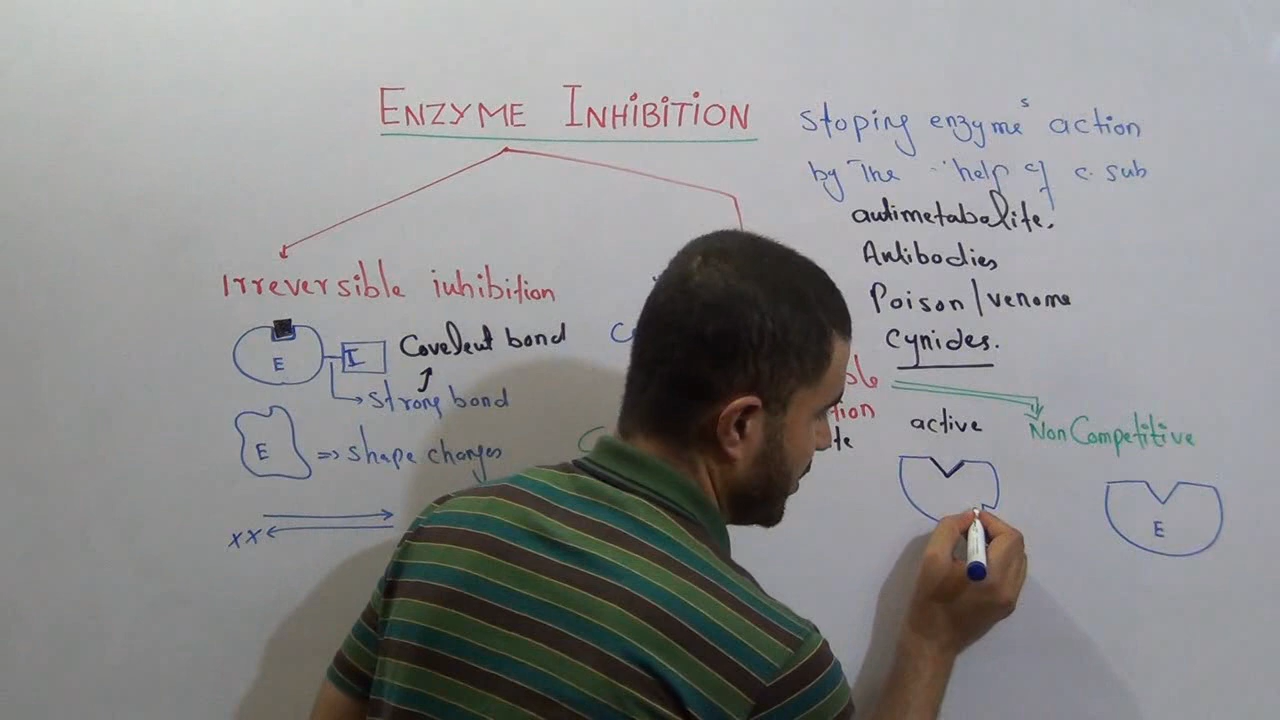 ENZYME INHIBITION
Stoping enzyme s action
by The help of c. sub
antimetabolite.
Antibodies
Poison/venome
Cynides.
Irreversible inhibition
E
I
Covelent bond
strong bond
E
⇒ shape changes
xx
active
Non Competitive
E